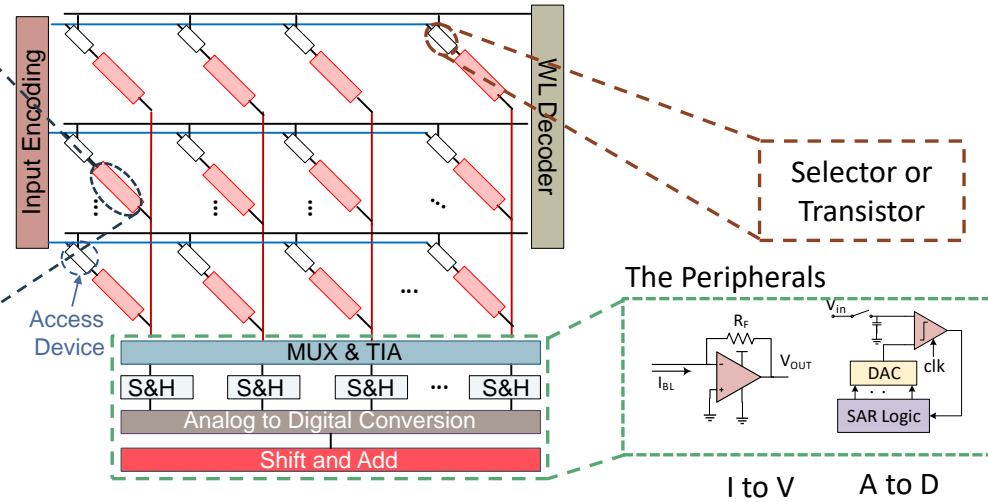 Input Encoding
WL Decoder
Selector or
Transistor
...
...
...
...
...
...
Access
Device
The Peripherals
MUX & TIA
S&H
S&H
S&H
...
S&H
Analog to Digital Conversion
Shift and Add
R_F
I_BL
-
+
V_OUT
V_in
clk
DAC
. .
SAR Logic
I to V
A to D